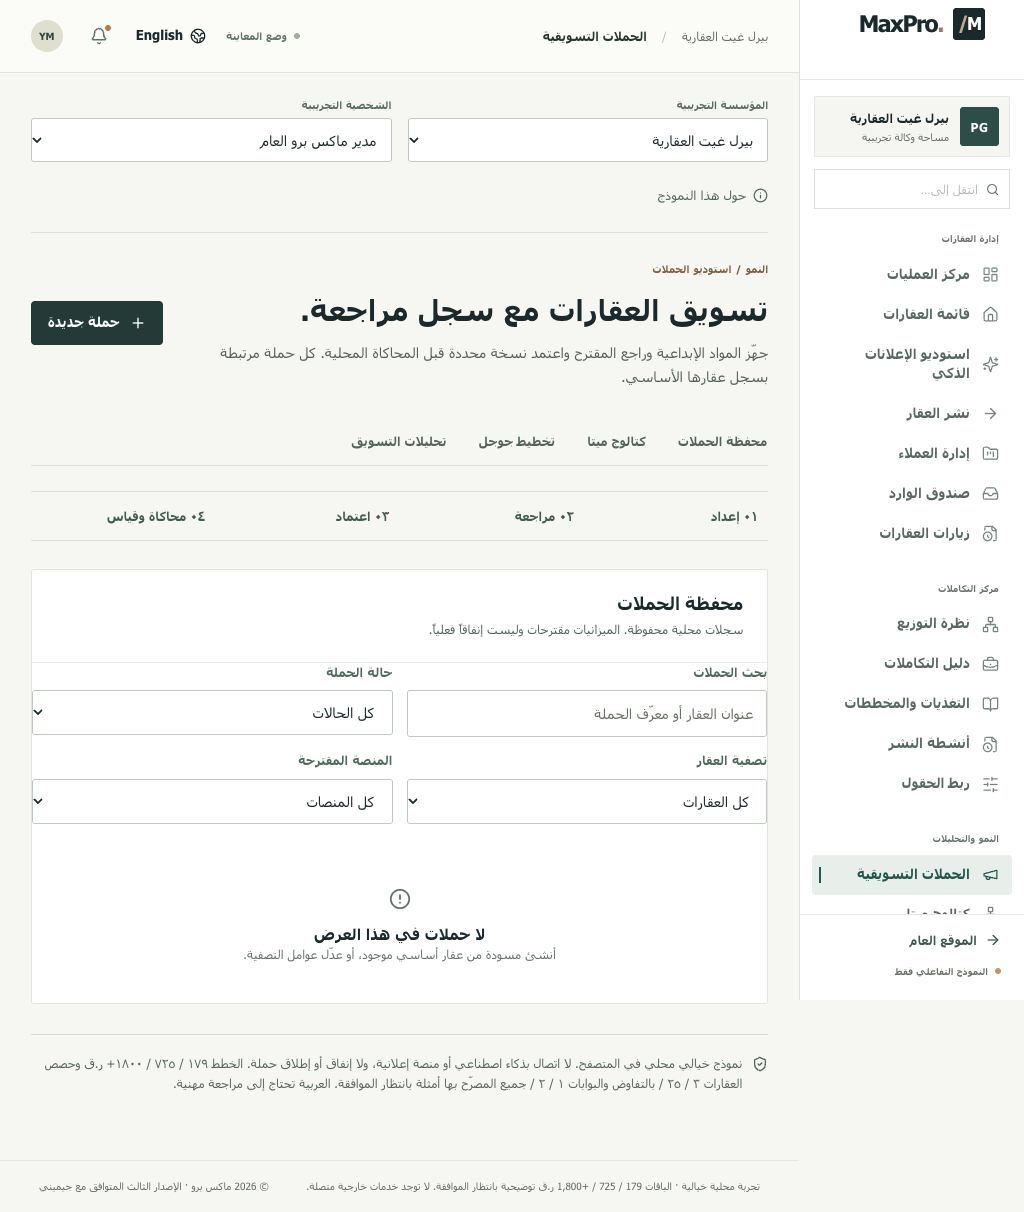 MaxPro.
/M
بيرل غيت العقارية / الحملات التسويقية
وضع المعاينة
English
YM
PG
بيرل غيت العقارية
مساحة وكالة تجريبية
انتقل إلى...
إدارة العقارات
مركز العمليات
قائمة العقارات
استوديو الإعلانات
الذكي
نشر العقار
إدارة العملاء
صندوق الوارد
زيارات العقارات
مركز التكاملات
نظرة التوزيع
دليل التكاملات
التغذيات والمخططات
أنشطة النشر
ربط الحقول
النمو والتحليلات
الحملات التسويقية
كتالوج ميتا
الموقع العام
النموذج التفاعلي فقط
المؤسسة التجريبية
بيرل غيت العقارية
الشخصية التجريبية
مدير ماكس برو العام
حول هذا النموذج
النمو / استوديو الحملات
تسويق العقارات مع سجل مراجعة.
جهّز المواد الإبداعية وراجع المقترح واعتمد نسخة محددة قبل المحاكاة المحلية. كل حملة مرتبطة
بسجل عقارها الأساسي.
حملة جديدة
محفظة الحملات
كتالوج ميتا
تخطيط جوجل
تحليلات التسويق
٠١ إعداد
٠٢ مراجعة
٠٣ اعتماد
٠٤ محاكاة وقياس
محفظة الحملات
سجلات محلية محفوظة. الميزانيات مقترحات وليست إنفاقاً فعلياً.
بحث الحملات
عنوان العقار أو معرّف الحملة
حالة الحملة
كل الحالات
تصفية العقار
كل العقارات
المنصة المقترحة
كل المنصات
لا حملات في هذا العرض
أنشئ مسودة من عقار أساسي موجود، أو عدّل عوامل التصفية.
نموذج خيالي محلي في المتصفح. لا اتصال بذكاء اصطناعي أو منصة إعلانية، ولا إنفاق أو إطلاق حملة. الخطط ١٧٩ / ٧٢٥ / ١٨٠٠+ ر.ق وحصص
العقارات ٣ / ٢٥ / بالتفاوض والبوابات ١ / ٢ / جميع المصرّح بها أمثلة بانتظار الموافقة. العربية تحتاج إلى مراجعة مهنية.
تجربة محلية خيالية · الباقات 179 / 725 / +1,800 ر.ق توضيحية بانتظار الموافقة. لا توجد خدمات خارجية متصلة.
© 2026 ماكس برو · الإصدار الثالث المتوافق مع جيميني